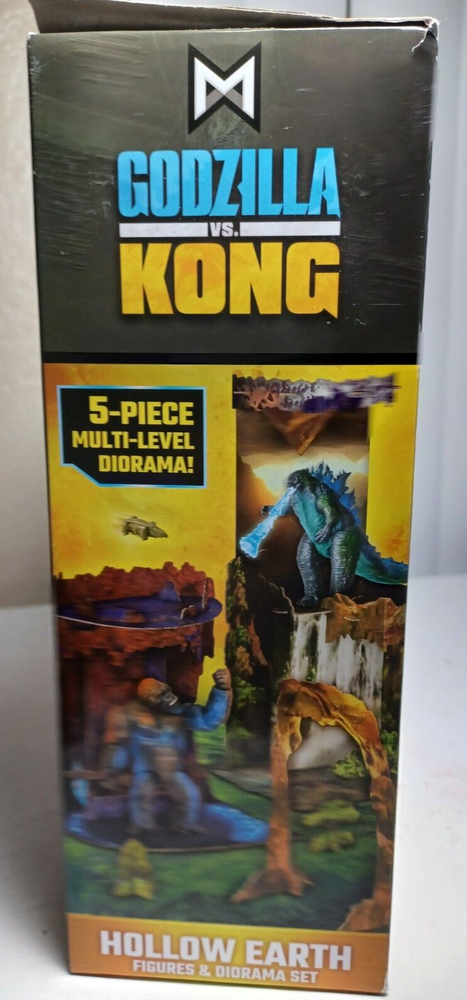 M
GODZILLA
VS.
KONG
5-PIECE
MULTI-LEVEL
DIORAMA!
HOLLOW EARTH
FIGURES & DIORAMA SET